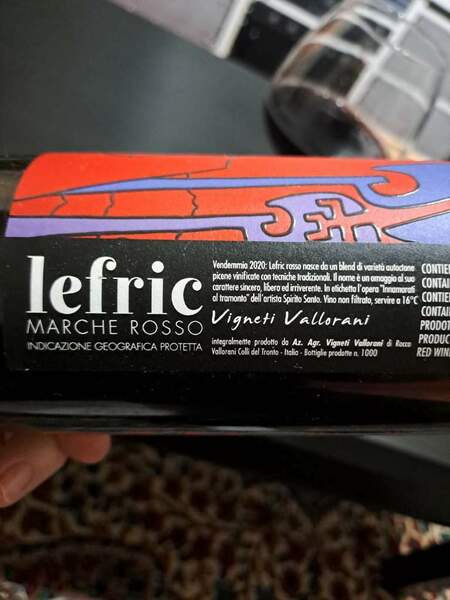 lefric
MARCHE ROSSO
INDICAZIONE GEOGRAFICA PROTETTA
Vendemmia 2020: Lefric rosso nasce da un blend di varietà autoctone
picene vinificate con tecniche tradizionali. Il nome è un omaggio al suo
carattere sincero, libero ed irriverente. In etichetta l'opera "Innamorati
al tramonto" dell'artista Spirito Santo. Vino non filtrato, servire a 16°C
Vigneti Vallorani
integralmente prodotto da Az. Agr. Vigneti Vallorani di Rocco
Vallorani Colli del Tronto - Italia - Bottiglie prodotte n. 1000
CONTIE
CONTAI
CONTIE
CONTAI
PRODOT
PRODUC
RED WIN